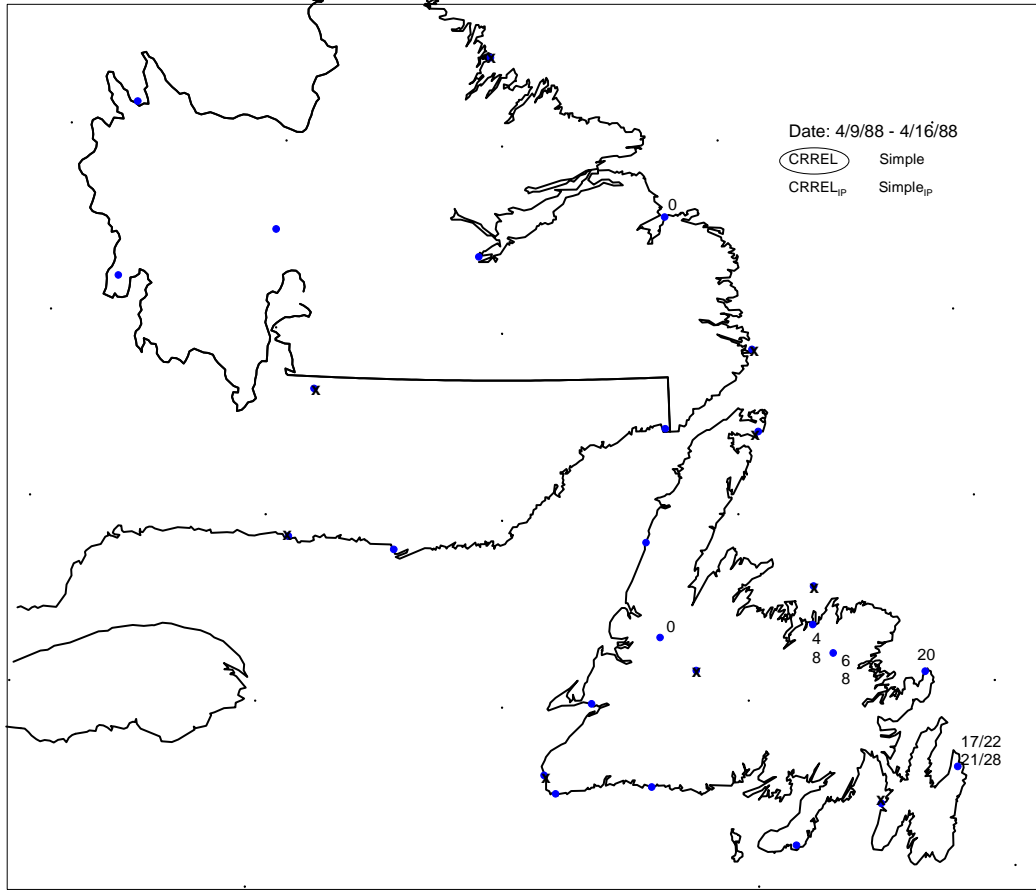 Date: 4/9/88 - 4/16/88
CRREL Simple
CRREL_IP Simple_IP
x
0
x
x
x
x
x
0
4
8
6
8
x
20
17/22
21/28
x
x